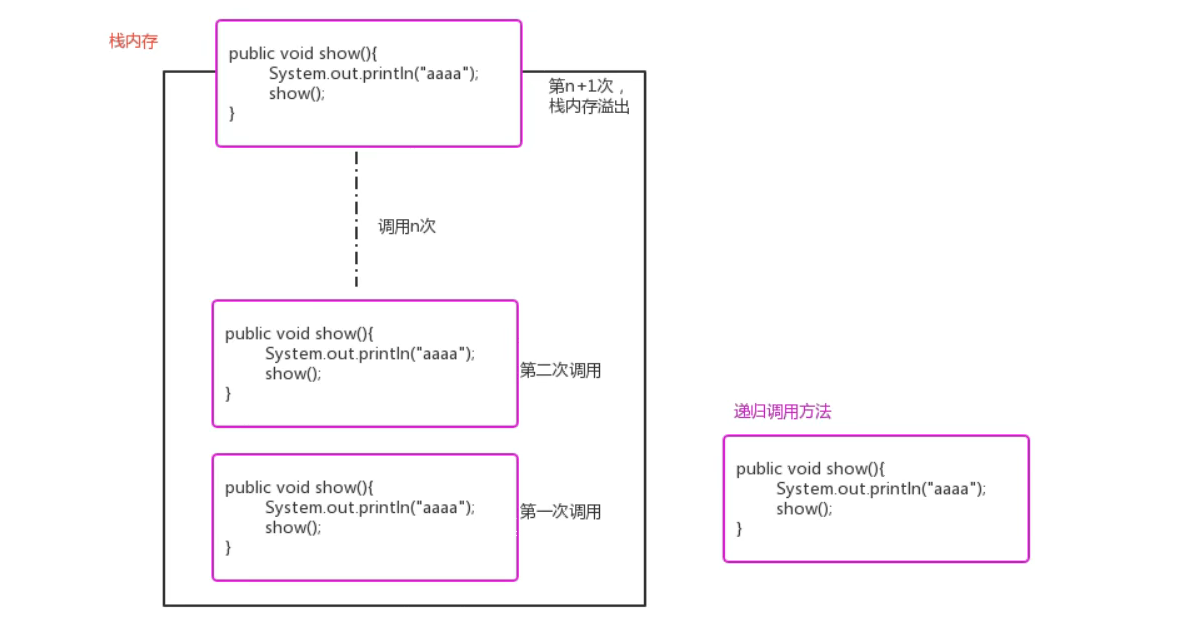 栈内存
public void show(){
System.out.println("aaaa");
show();
}
第n+1次，
栈内存溢出
调用n次
public void show(){
System.out.println("aaaa");
show();
}
第二次调用
public void show(){
System.out.println("aaaa");
show();
}
第一次调用
递归调用方法
public void show(){
System.out.println("aaaa");
show();
}